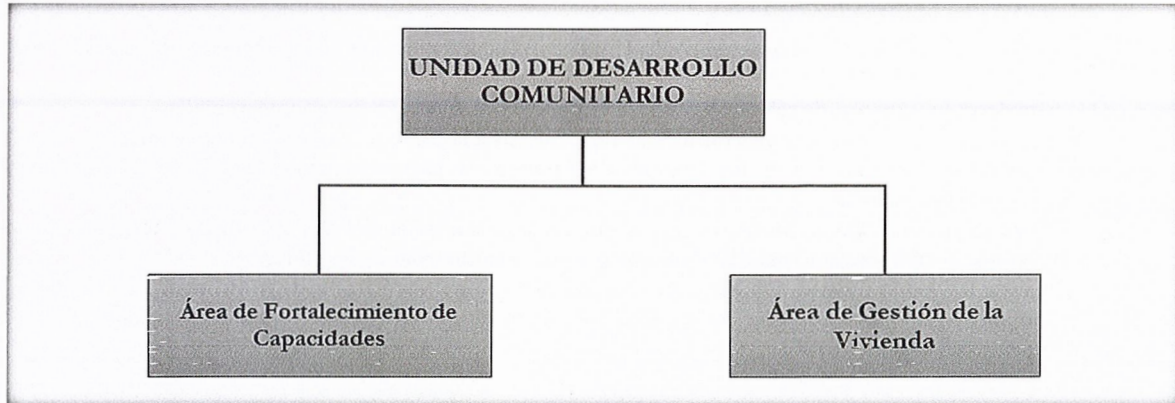 UNIDAD DE DESARROLLO
COMUNITARIO
Área de Fortalecimiento de
Capacidades
Área de Gestión de la
Vivienda